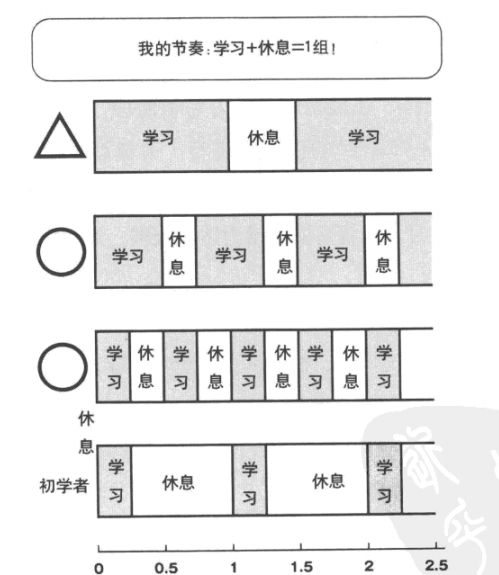 我的节奏:学习+休息=1组!
学习 休息 学习
学习 休息 学习 休息 学习 休息
学习 休息 学习 休息 学习 休息 学习 休息 学习
休息
初学者 学习 休息 学习 休息 学习
0 0.5 1 1.5 2 2.5